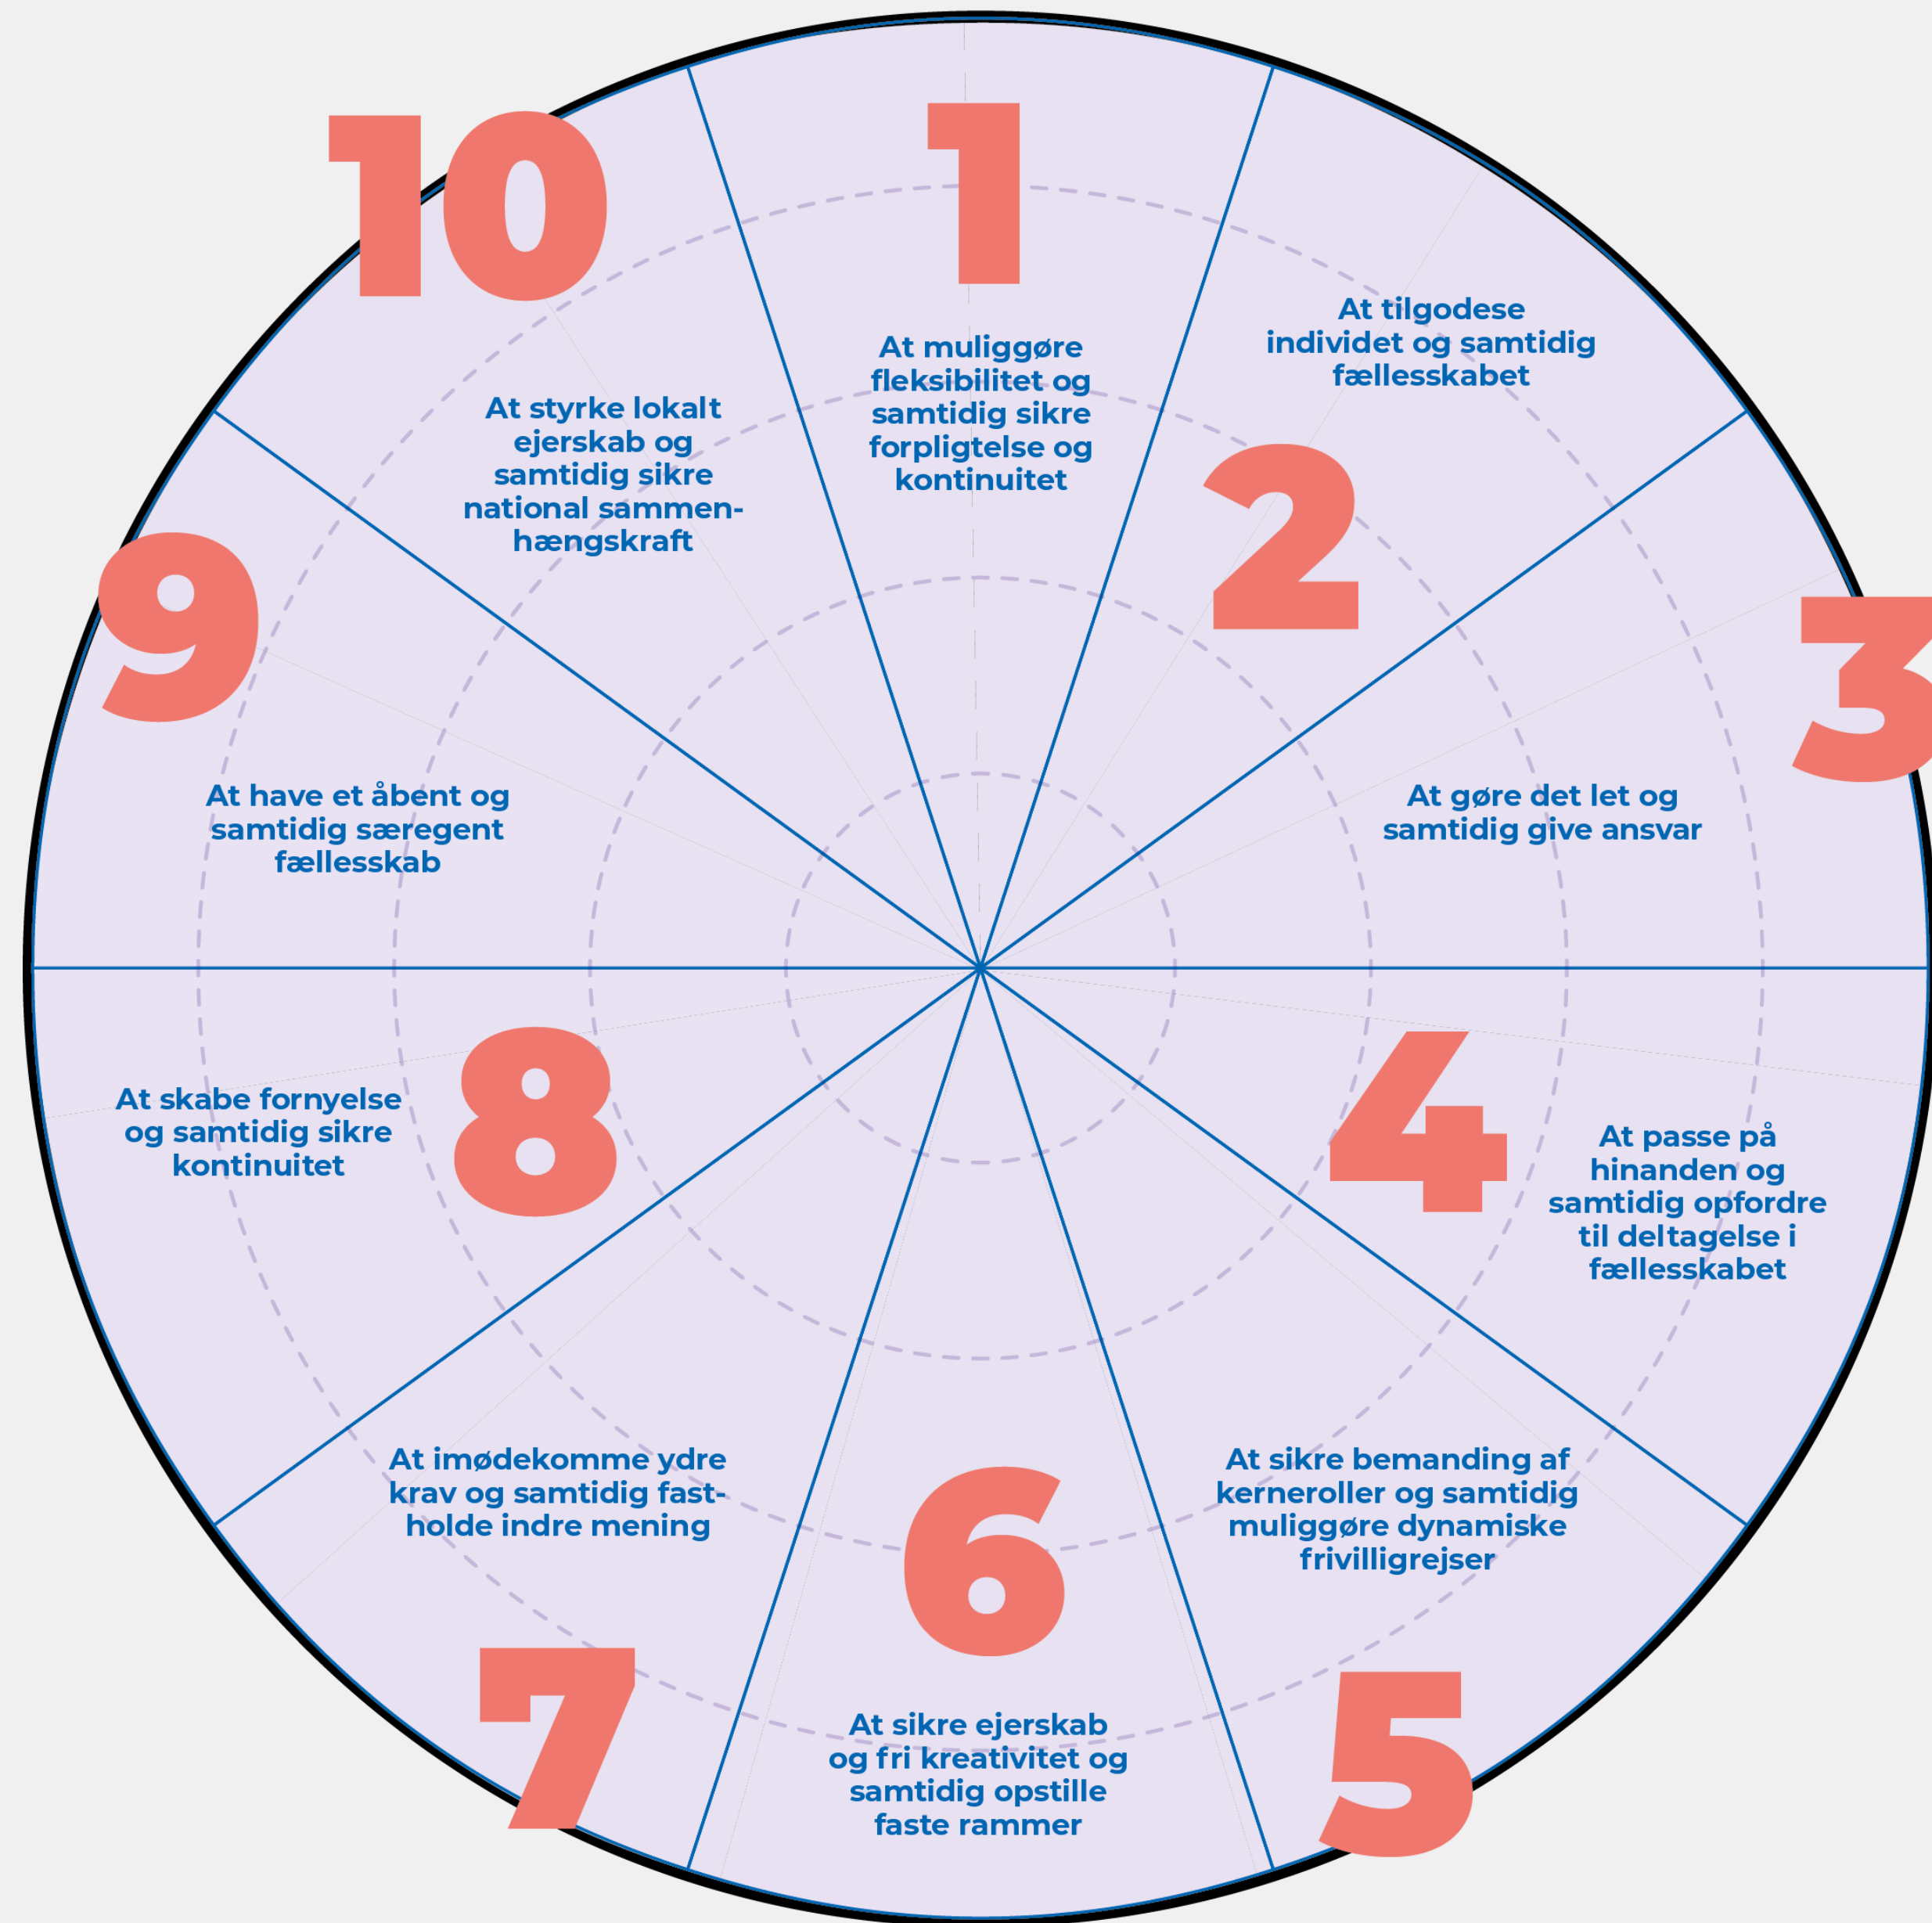 1
At muliggøre
fleksibilitet og
samtidig sikre
forpligtelse og
kontinuitet
At tilgodese
individet og samtidig
fællesskabet
2
3
At gøre det let og
samtidig give ansvar
4
At passe på
hinanden og
samtidig opfordre
til deltagelse i
fællesskabet
At sikre bemanding af
kerneroller og samtidig
muliggøre dynamiske
frivilligrejser
5
6
At sikre ejerskab
og fri kreativitet og
samtidig opstille
faste rammer
At imødekomme ydre
krav og samtidig fast-
holde indre mening
7
8
At skabe fornyelse
og samtidig sikre
kontinuitet
9
At have et åbent og
samtidig særegent
fællesskab
10
At styrke lokalt
ejerskab og
samtidig sikre
national sammen-
hængskraft